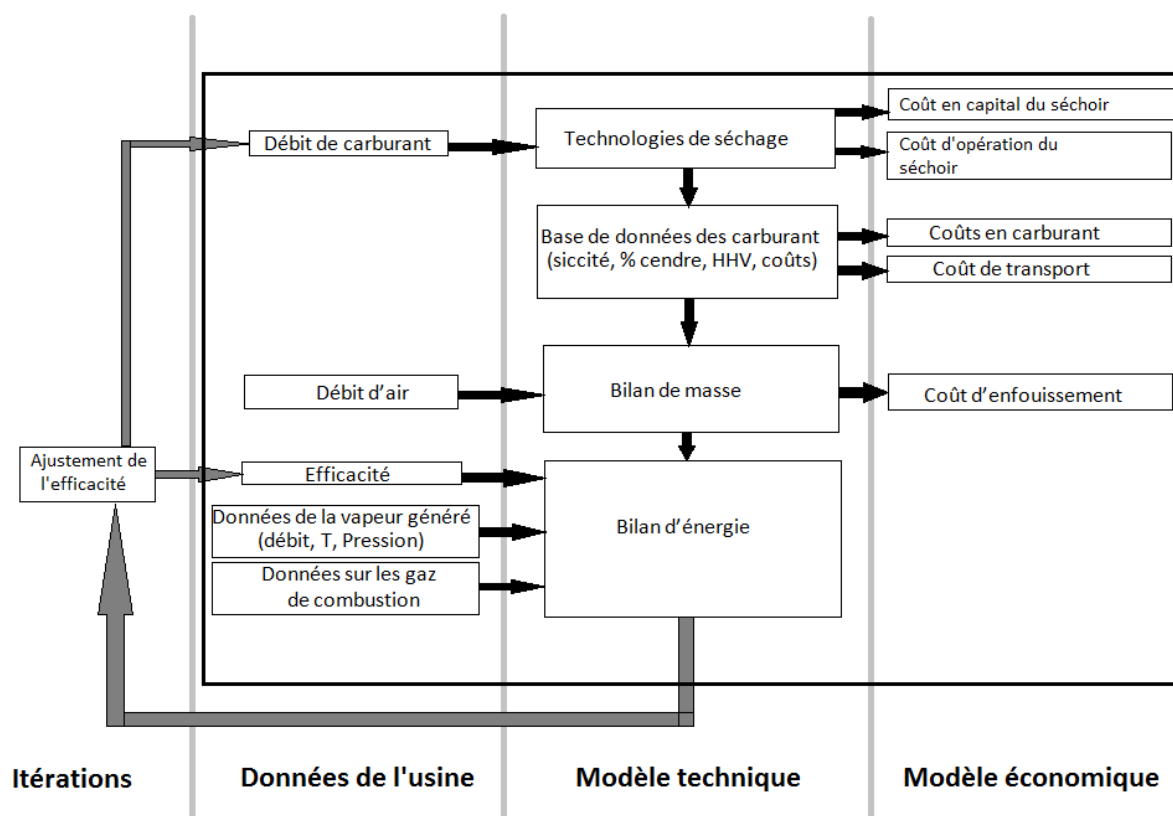 Coût en capital du séchoir
Débit de carburant
Technologies de séchage
Coût d'opération du
séchoir
Base de données des carburant
(siccité, % cendre, HHV, coûts)
Coûts en carburant
Coût de transport
Débit d’air
Bilan de masse
Coût d’enfouissement
Ajustement de
l'efficacité
Efficacité
Données de la vapeur généré
(débit, T, Pression)
Bilan d’énergie
Données sur les gaz
de combustion
Itérations
Données de l'usine
Modèle technique
Modèle économique